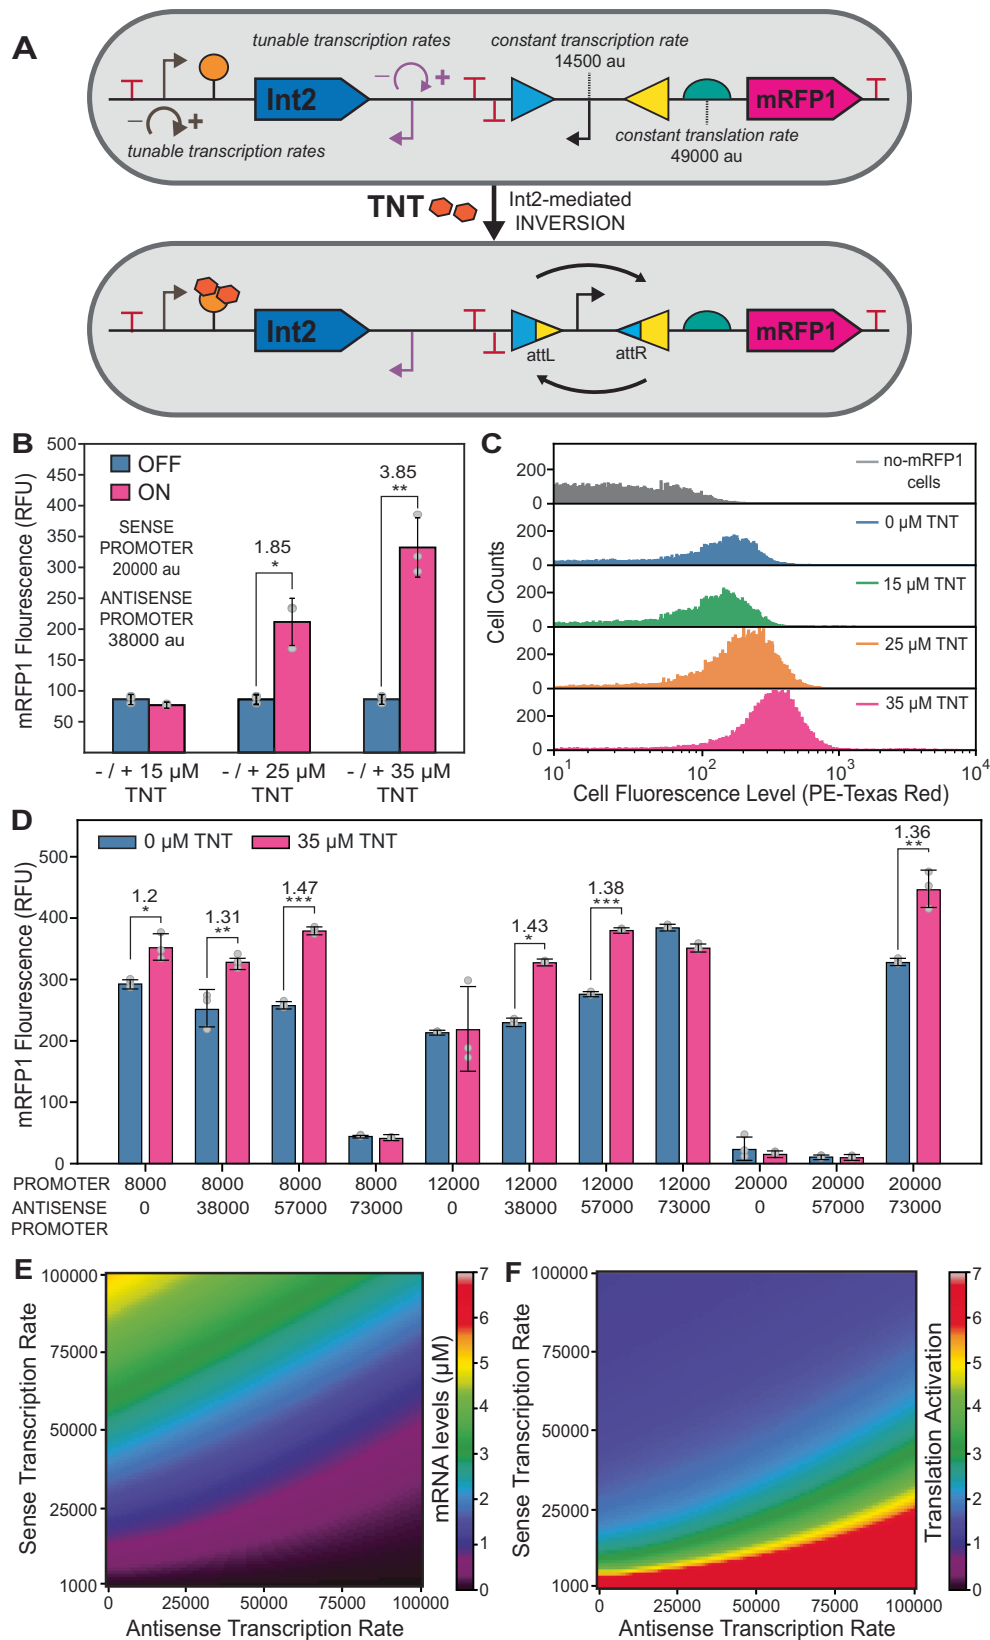 A
tunable transcription rates
constant transcription rate
14500 au
Int2
mRFP1
− +
− +
tunable transcription rates
constant translation rate
49000 au
TNT
Int2-mediated
INVERSION
Int2
attL
attR
mRFP1
B
mRFP1 Flourescence (RFU)
500
450
400
350
300
250
200
150
100
50
OFF
ON
SENSE
PROMOTER
20000 au
ANTISENSE
PROMOTER
38000 au
1.85
*
3.85
**
- / + 15 µM
TNT
- / + 25 µM
TNT
- / + 35 µM
TNT
C
Cell Counts
200
0
no-mRFP1
cells
200
0
0 µM TNT
200
0
15 µM TNT
200
0
25 µM TNT
200
0
35 µM TNT
10^1
10^2
10^3
10^4
Cell Fluorescence Level (PE-Texas Red)
D
0 µM TNT
35 µM TNT
mRFP1 Flourescence (RFU)
500
400
300
200
100
0
1.2
*
1.31
**
1.47
***
1.43
*
1.38
***
1.36
**
PROMOTER 8000 8000 8000 8000 12000 12000 12000 12000 20000 20000 20000
ANTISENSE 0 38000 57000 73000 0 38000 57000 73000 0 57000 73000
PROMOTER
E
Sense Transcription Rate
100000
75000
50000
25000
1000
0 25000 50000 75000 100000
Antisense Transcription Rate
mRNA levels (µM)
7
6
5
4
3
2
1
0
F
Sense Transcription Rate
100000
75000
50000
25000
1000
0 25000 50000 75000 100000
Antisense Transcription Rate
Translation Activation
7
6
5
4
3
2
1
0